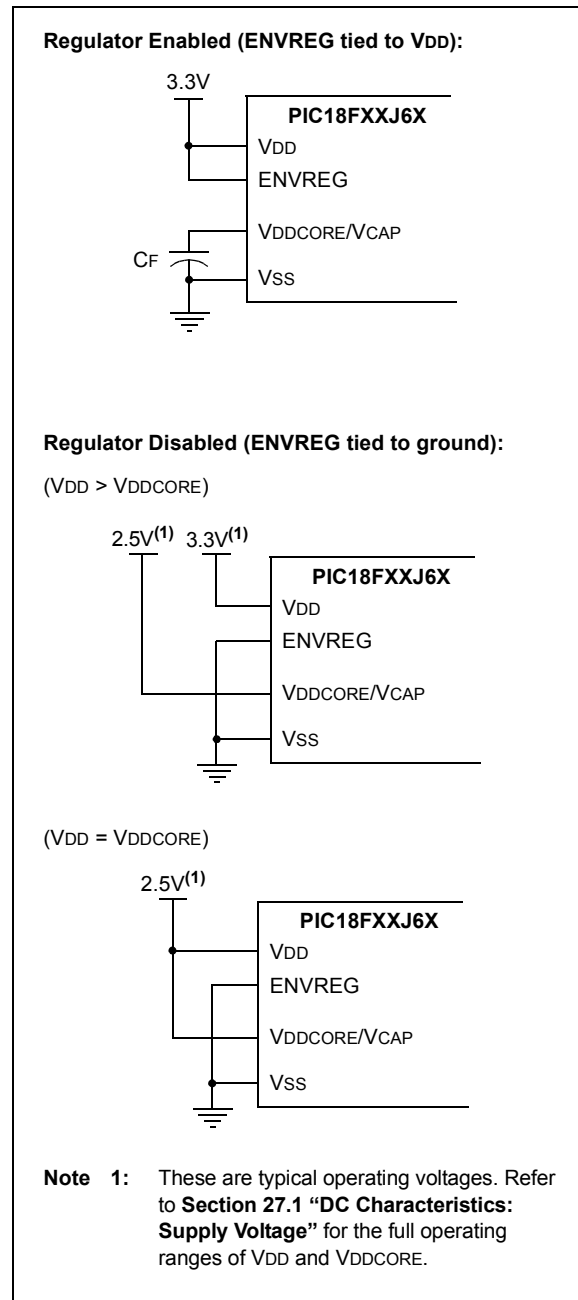 Regulator Enabled (ENVREG tied to VDD):
3.3V
PIC18FXXJ6X
VDD
ENVREG
VDDCORE/VCAP
CF
VSS
Regulator Disabled (ENVREG tied to ground):
(VDD > VDDCORE)
2.5V(1) 3.3V(1)
PIC18FXXJ6X
VDD
ENVREG
VDDCORE/VCAP
VSS
(VDD = VDDCORE)
2.5V(1)
PIC18FXXJ6X
VDD
ENVREG
VDDCORE/VCAP
VSS
Note 1: These are typical operating voltages. Refer
to Section 27.1 “DC Characteristics:
Supply Voltage” for the full operating
ranges of VDD and VDDCORE.